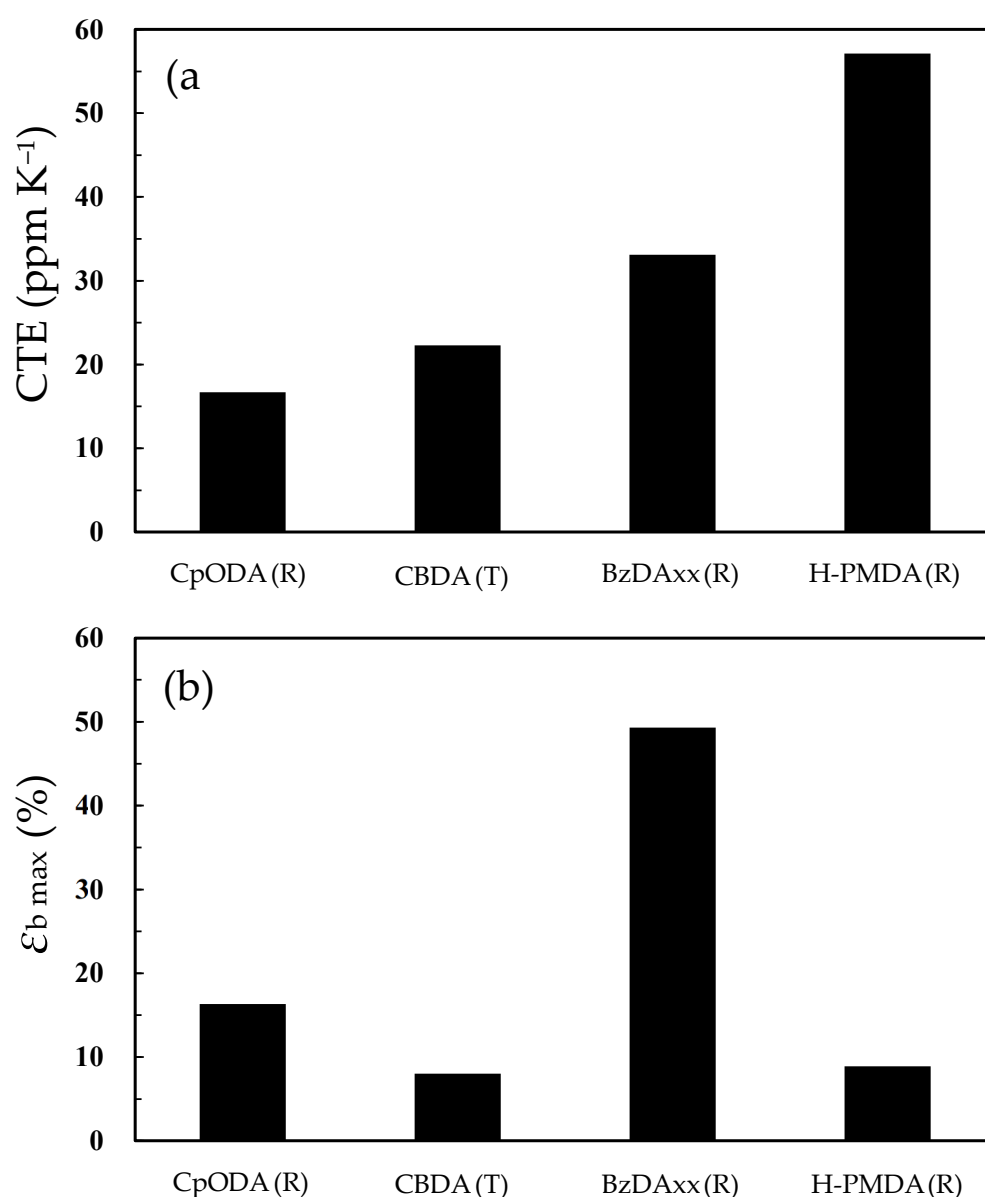 60
(a
50
40
30
20
10
0
CTE (ppm K⁻¹)
CpODA (R) CBDA (T) BzDAxx (R) H-PMDA (R)
60
(b)
50
40
30
20
10
0
εb max (%)
CpODA (R) CBDA (T) BzDAxx (R) H-PMDA (R)